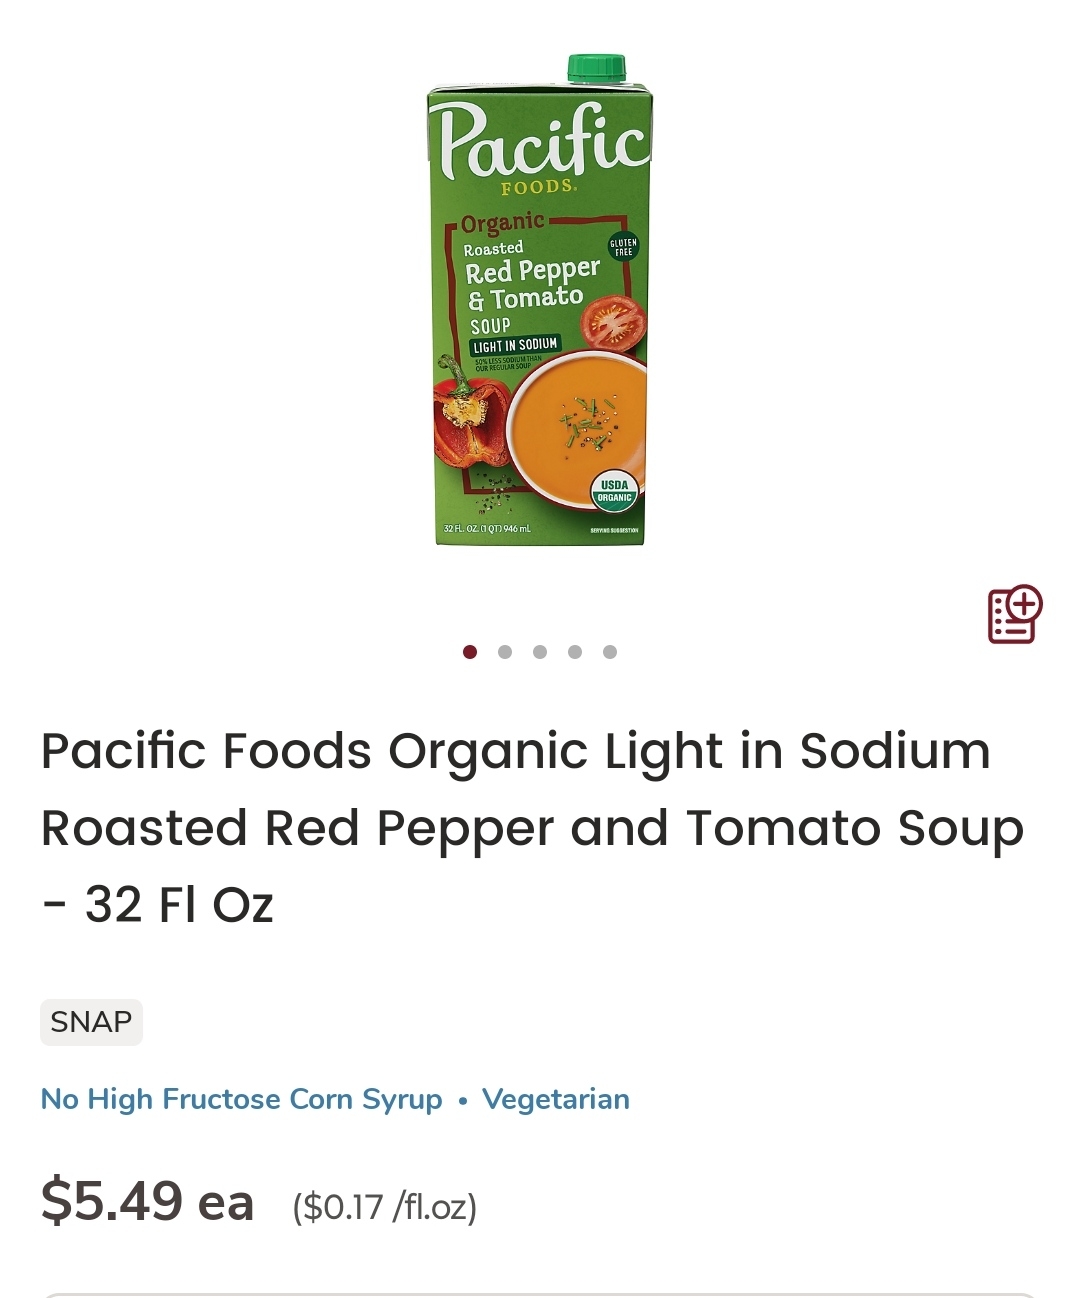 Pacific
FOODS®
Organic
GLUTEN
FREE
Roasted
Red Pepper
& Tomato
SOUP
LIGHT IN SODIUM
50% LESS SODIUM THAN
OUR REGULAR SOUP
USDA
ORGANIC
32 FL. OZ. (1 QT) 946 mL
SERVING SUGGESTION
Pacific Foods Organic Light in Sodium
Roasted Red Pepper and Tomato Soup
- 32 Fl Oz
SNAP
No High Fructose Corn Syrup • Vegetarian
$5.49 ea ($0.17 /fl.oz)